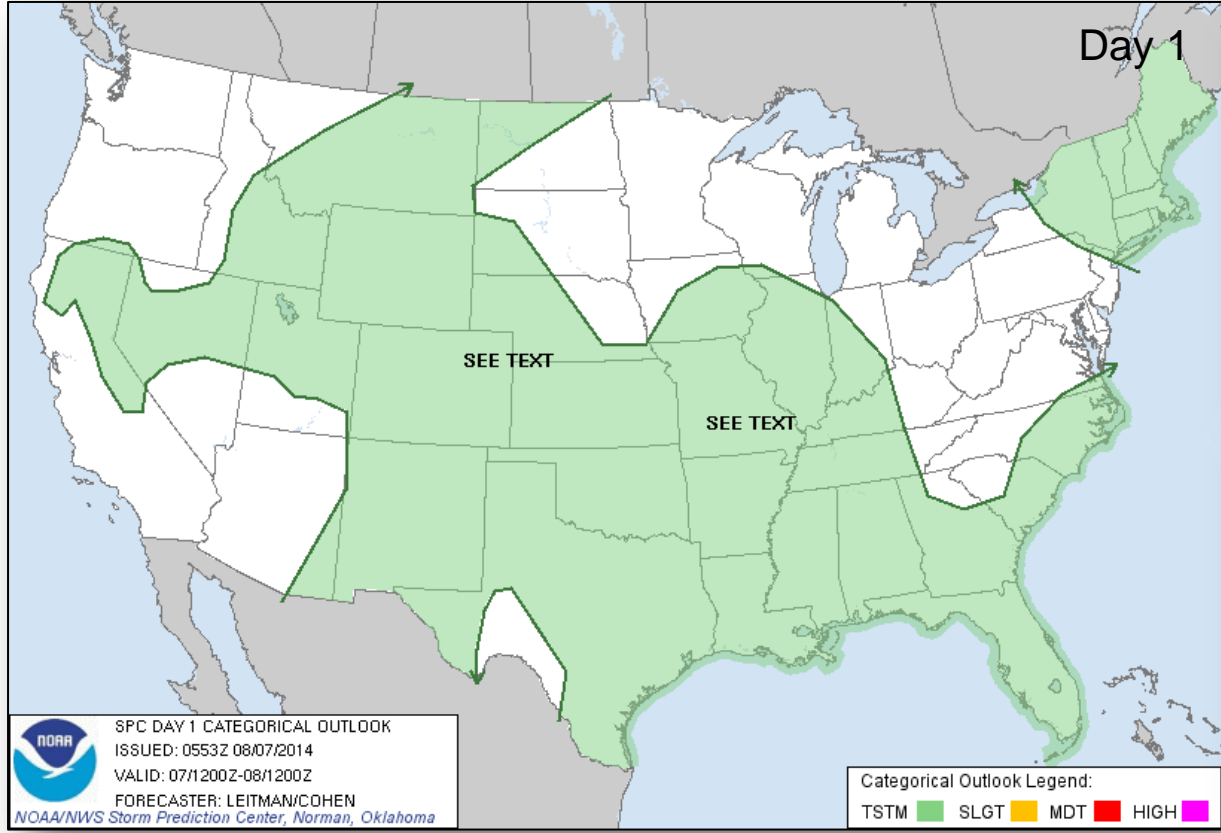 Day 1
SEE TEXT
SEE TEXT
NOAA
SPC DAY 1 CATEGORICAL OUTLOOK
ISSUED: 0553Z 08/07/2014
VALID: 07/1200Z-08/1200Z
FORECASTER: LEITMAN/COHEN
NOAA/NWS Storm Prediction Center, Norman, Oklahoma
Categorical Outlook Legend:
TSTM SLGT MDT HIGH